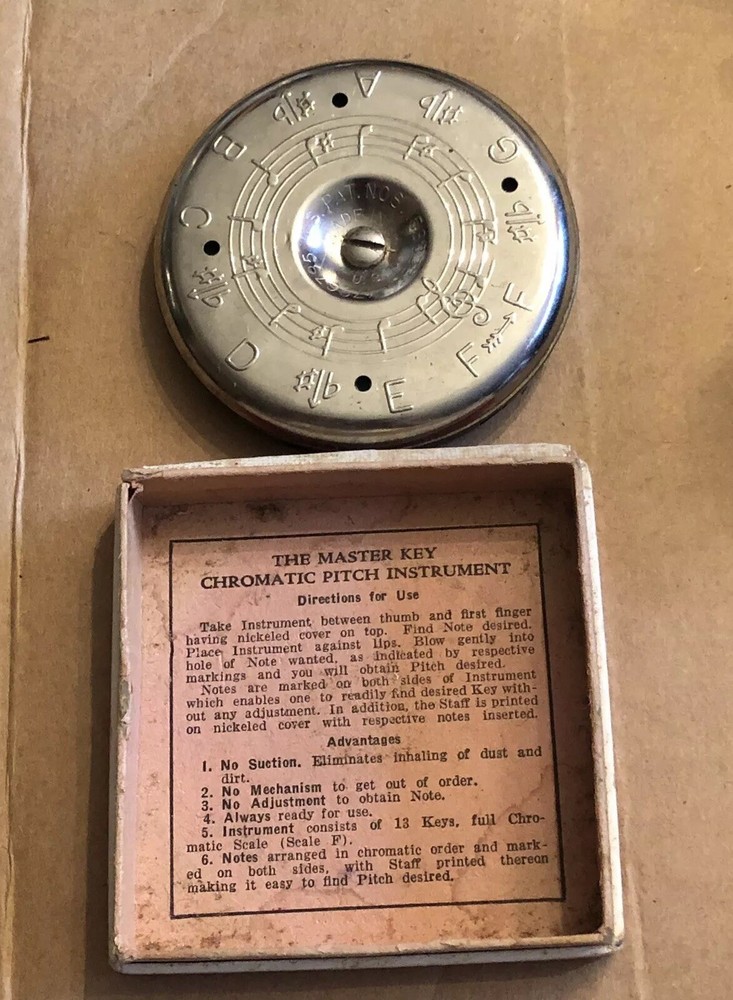 A
G
F
F
E
D
C
B
PAT. NOS.
DE
THE MASTER KEY
CHROMATIC PITCH INSTRUMENT
Directions for Use
Take Instrument between thumb and first finger
having nickeled cover on top. Find Note desired.
Place Instrument against lips. Blow gently into
hole of Note wanted, as indicated by respective
markings and you will obtain Pitch desired.
Notes are marked on both sides of Instrument
which enables one to readily find desired Key with-
out any adjustment. In addition, the Staff is printed
on nickeled cover with respective notes inserted.
Advantages
1. No Suction. Eliminates inhaling of dust and
dirt.
2. No Mechanism to get out of order.
3. No Adjustment to obtain Note.
4. Always ready for use.
5. Instrument consists of 13 Keys, full Chro-
matic Scale (Scale F).
6. Notes arranged in chromatic order and mark-
ed on both sides, with Staff printed thereon
making it easy to find Pitch desired.